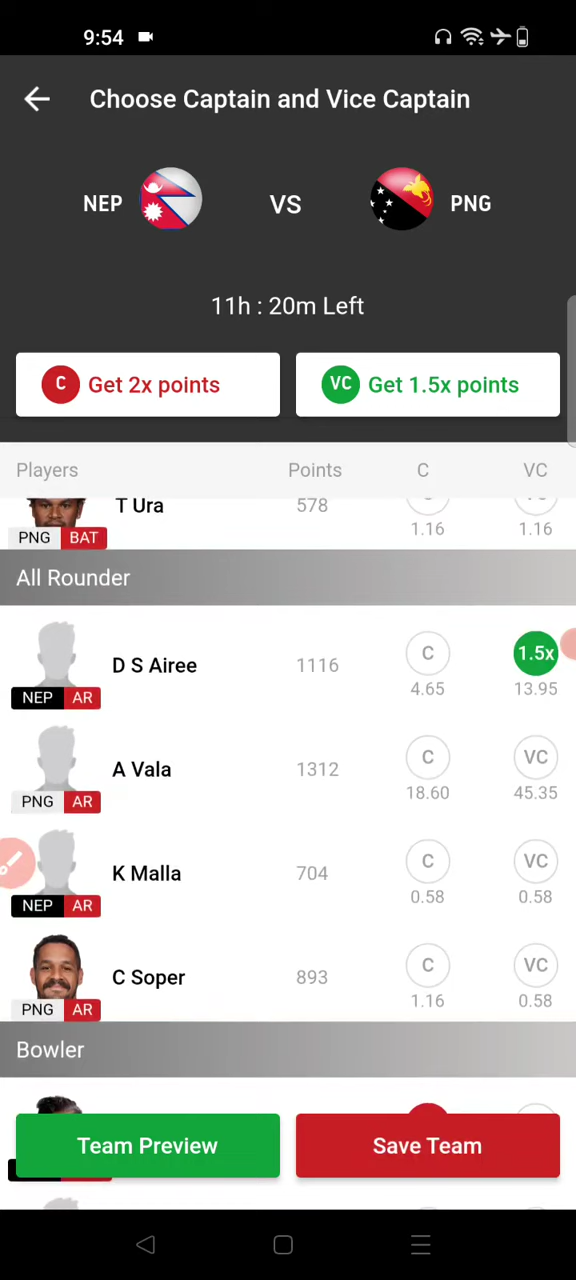 9:54
Choose Captain and Vice Captain
NEP VS PNG
11h : 20m Left
C Get 2x points VC Get 1.5x points
Players Points C VC
T Ura 578
1.16 1.16
PNG BAT
All Rounder
D S Airee 1116 C 1.5x
4.65 13.95
NEP AR
A Vala 1312 C VC
18.60 45.35
PNG AR
K Malla 704 C VC
0.58 0.58
NEP AR
C Soper 893 C VC
1.16 0.58
PNG AR
Bowler
Team Preview Save Team